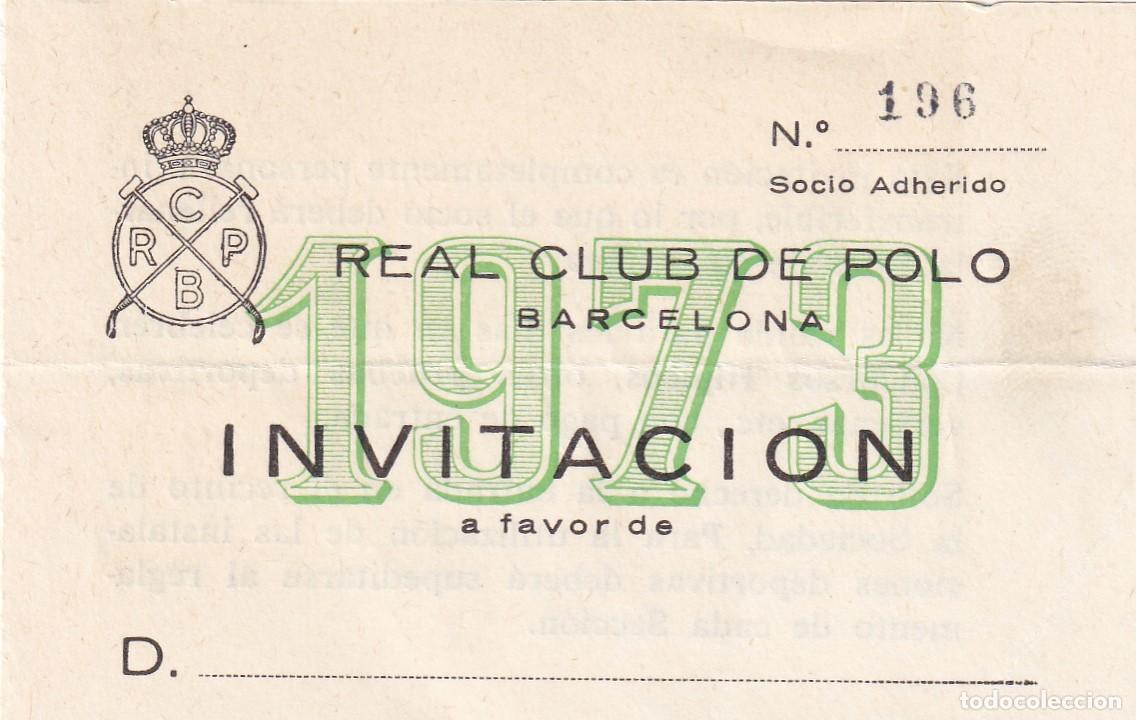 196
N.º
Socio Adherido
C
R P
B
1973
REAL CLUB DE POLO
BARCELONA
INVITACION
a favor de
D.
todocoleccion